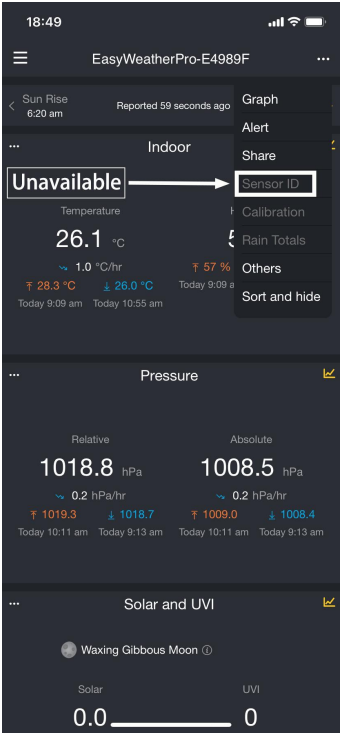 18:49
EasyWeatherPro-E4989F
Sun Rise
6:20 am
Reported 59 seconds ago
Graph
Alert
Share
Sensor ID
Calibration
Rain Totals
Others
Sort and hide
Indoor
Unavailable
Temperature
H
26.1 °C
1.0 °C/hr
57 %
28.3 °C 26.0 °C
Today 9:09 am Today 10:55 am
Today 9:09 a
Pressure
Relative Absolute
1018.8 hPa 1008.5 hPa
0.2 hPa/hr 0.2 hPa/hr
1019.3 1018.7 1009.0 1008.4
Today 10:11 am Today 9:13 am Today 10:11 am Today 9:13 am
Solar and UVI
Waxing Gibbous Moon
Solar UVI
0.0 0